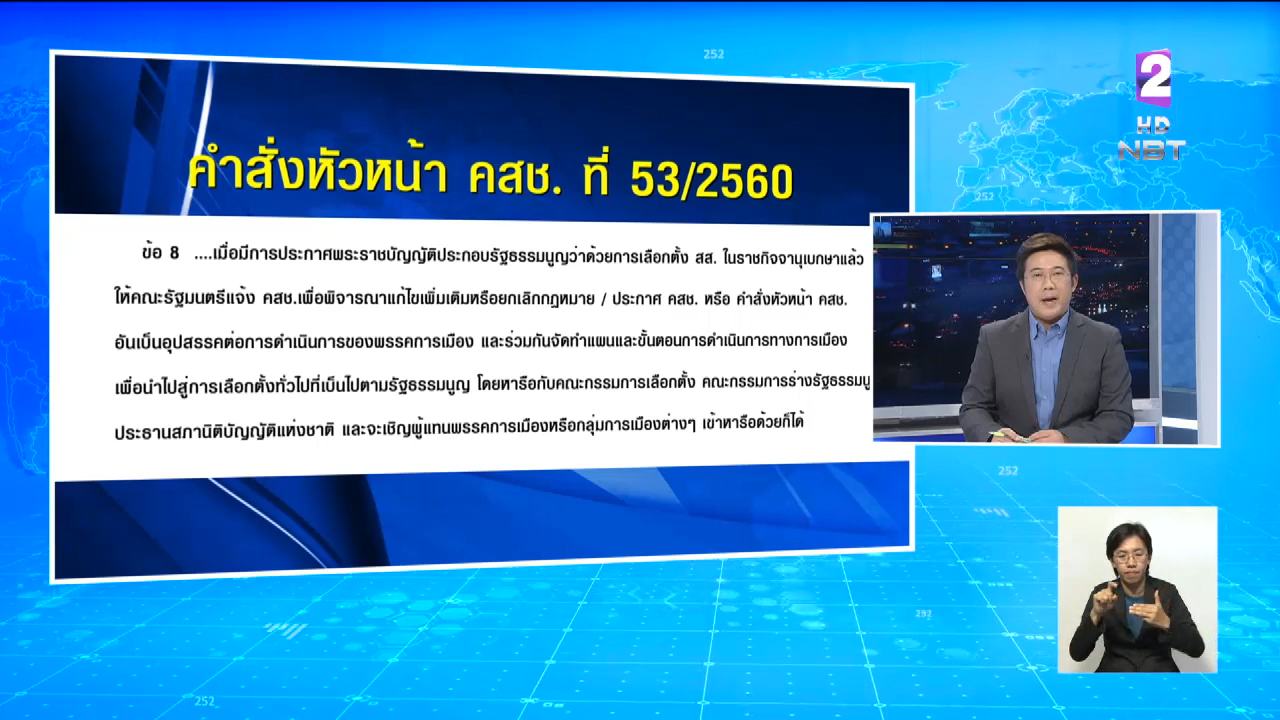 คำสั่งหัวหน้า คสช. ที่ 53/2560
ข้อ 8 ....เมื่อมีการประกาศพระราชบัญญัติประกอบรัฐธรรมนูญว่าด้วยการเลือกตั้ง สส. ในราชกิจจานุเบกษาแล้ว
ให้คณะรัฐมนตรีแจ้ง คสช.เพื่อพิจารณาแก้ไขเพิ่มเติมหรือยกเลิกกฎหมาย / ประกาศ คสช. หรือ คำสั่งหัวหน้า คสช.
อันเป็นอุปสรรคต่อการดำเนินการของพรรคการเมือง และร่วมกันจัดทำแผนและขั้นตอนการดำเนินการทางการเมือง
เพื่อนำไปสู่การเลือกตั้งทั่วไปที่เป็นไปตามรัฐธรรมนูญ โดยหารือกับคณะกรรมการเลือกตั้ง คณะกรรมการร่างรัฐธรรมนู
ประธานสภานิติบัญญัติแห่งชาติ และจะเชิญผู้แทนพรรคการเมืองหรือกลุ่มการเมืองต่างๆ เข้าหารือด้วยก็ได้
2
HD
NBT
252
252
252
252
252